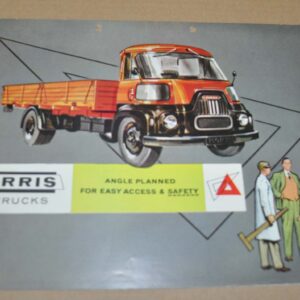 RRIS
RUCKS
ANGLE PLANNED
FOR EASY ACCESS & SAFETY